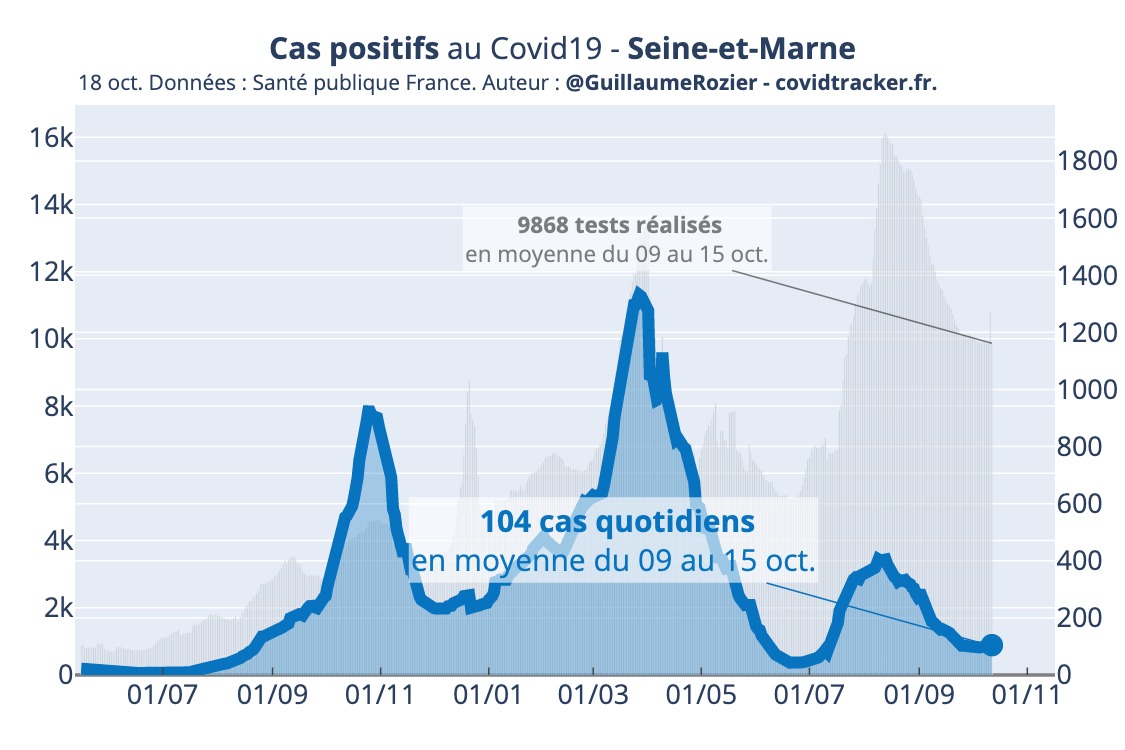 Cas positifs au Covid19 - Seine-et-Marne
18 oct. Données : Santé publique France. Auteur : @GuillaumeRozier - covidtracker.fr.
16k
14k
12k
10k
8k
6k
4k
2k
0
1800
1600
1400
1200
1000
800
600
400
200
0
9868 tests réalisés
en moyenne du 09 au 15 oct.
104 cas quotidiens
en moyenne du 09 au 15 oct.
01/07 01/09 01/11 01/01 01/03 01/05 01/07 01/09 01/11